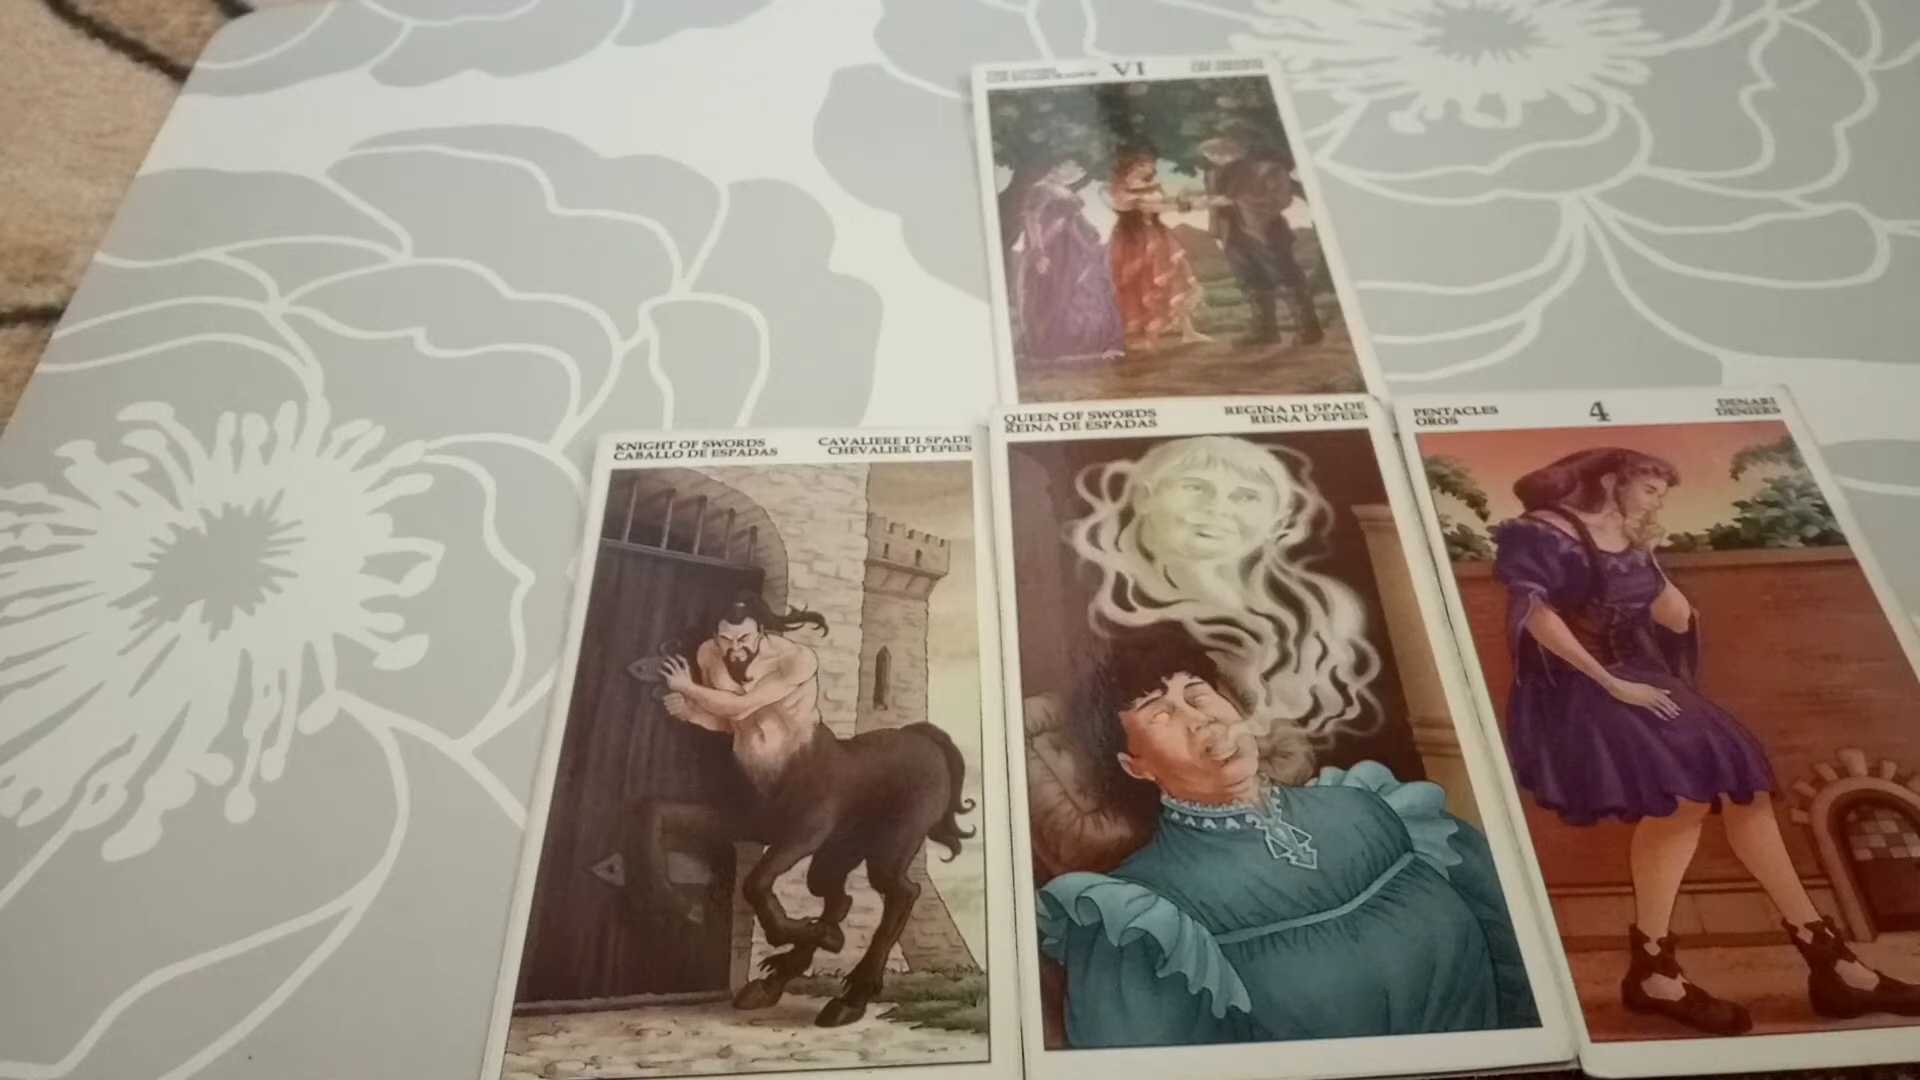 VI
KNIGHT OF SWORDS
CABALLO DE ESPADAS
CAVALIERE DI SPADE
CHEVALIER D'EPEES
QUEEN OF SWORDS
REINA DE ESPADAS
REGINA DI SPADE
REINA D'EPEES
PENTACLES
OROS
4
DENARI
DENIERS